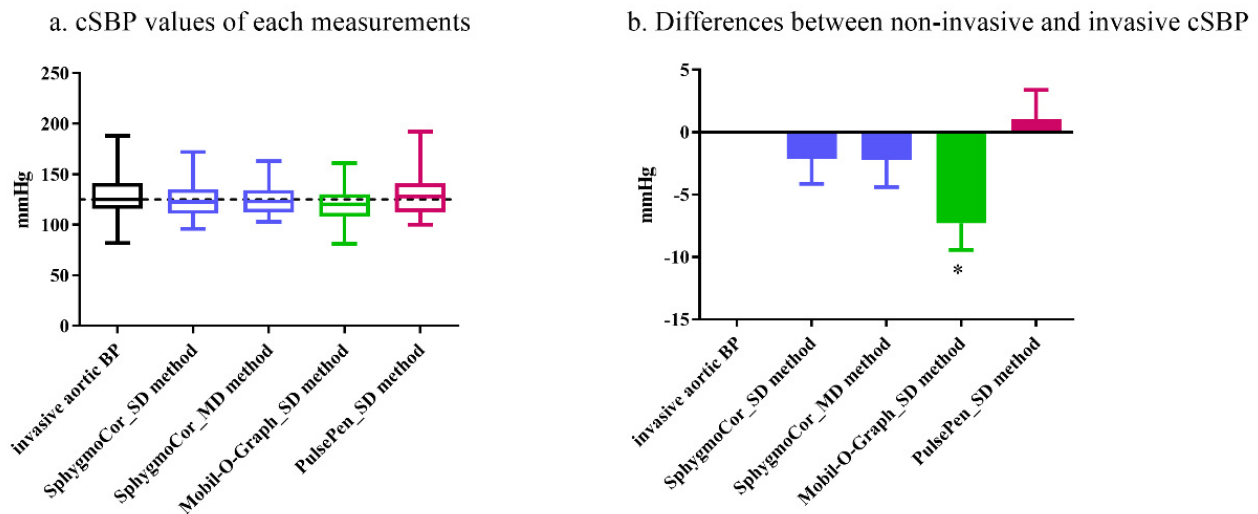 a. cSBP values of each measurements
250
200
150
100
50
0
mmHg
invasive aortic BP
SphygmoCor_SD method
SphygmoCor_MD method
Mobil-O-Graph_SD method
PulsePen_SD method
b. Differences between non-invasive and invasive cSBP
5
0
-5
-10
-15
mmHg
*
invasive aortic BP
SphygmoCor_SD method
SphygmoCor_MD method
Mobil-O-Graph_SD method
PulsePen_SD method